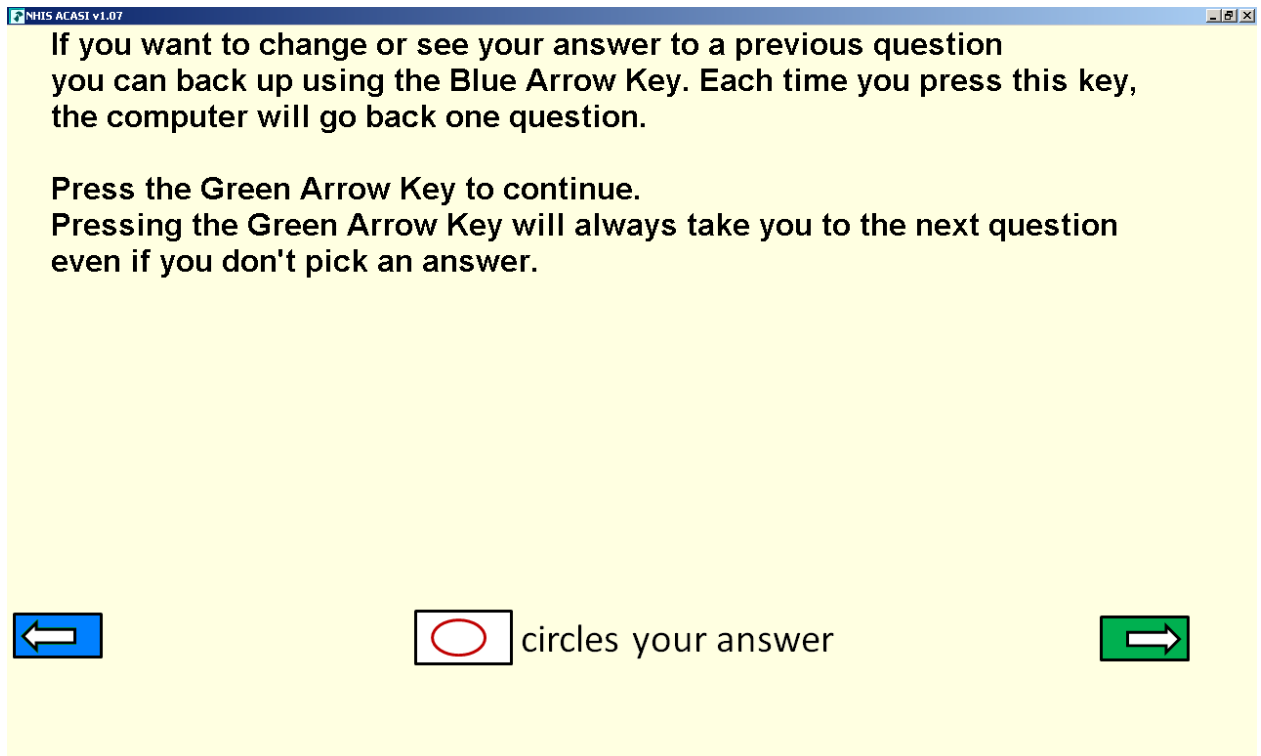 NHIS ACASI v1.07
If you want to change or see your answer to a previous question
you can back up using the Blue Arrow Key. Each time you press this key,
the computer will go back one question.
Press the Green Arrow Key to continue.
Pressing the Green Arrow Key will always take you to the next question
even if you don't pick an answer.
circles your answer